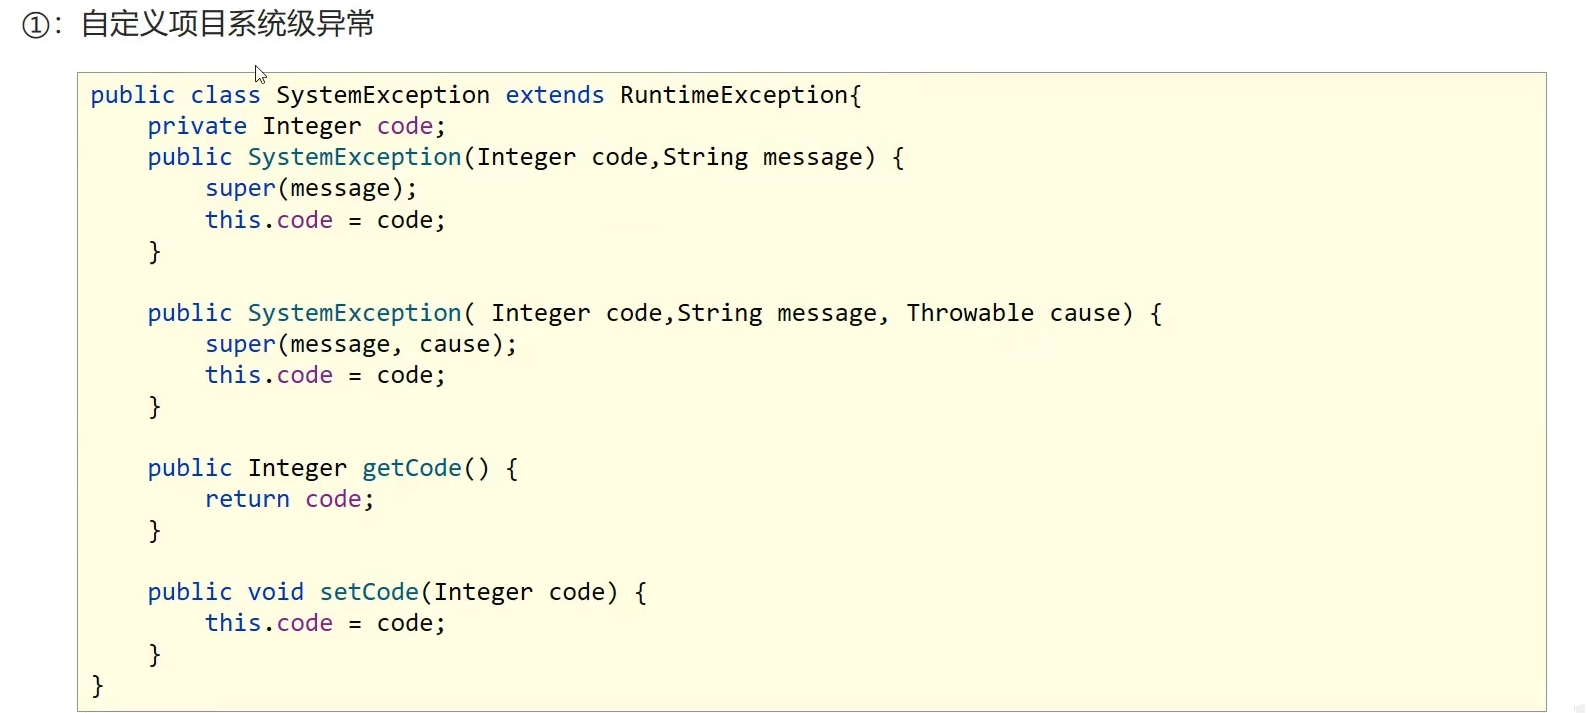 ①：自定义项目系统级异常
public class SystemException extends RuntimeException{
    private Integer code;
    public SystemException(Integer code,String message) {
        super(message);
        this.code = code;
    }
    public SystemException( Integer code,String message, Throwable cause) {
        super(message, cause);
        this.code = code;
    }
    public Integer getCode() {
        return code;
    }
    public void setCode(Integer code) {
        this.code = code;
    }
}